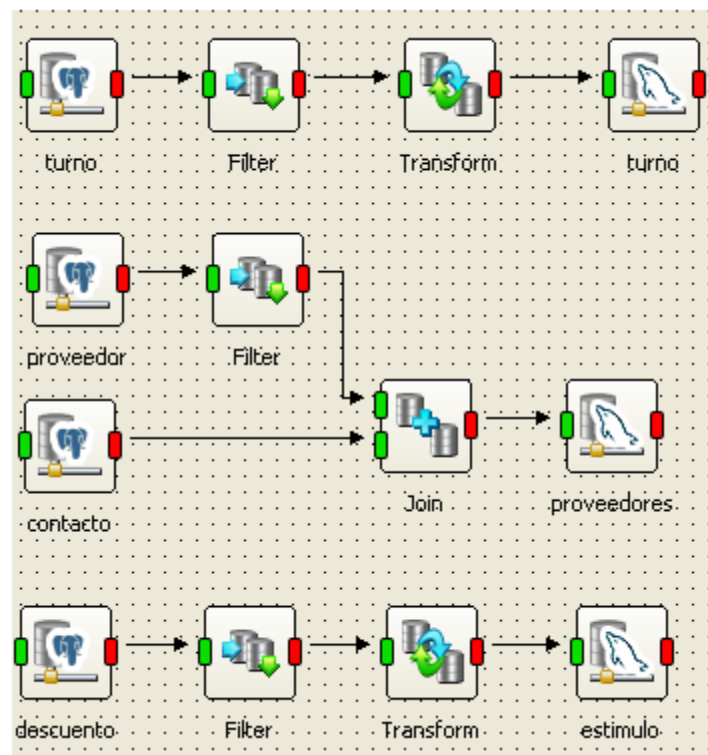 turno Filter Transform turno
proveedor Filter
Join proveedores
contacto
descuento Filter Transform estimulo